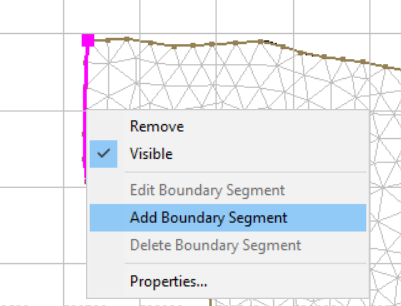 Remove
Visible
Edit Boundary Segment
Add Boundary Segment
Delete Boundary Segment
Properties...